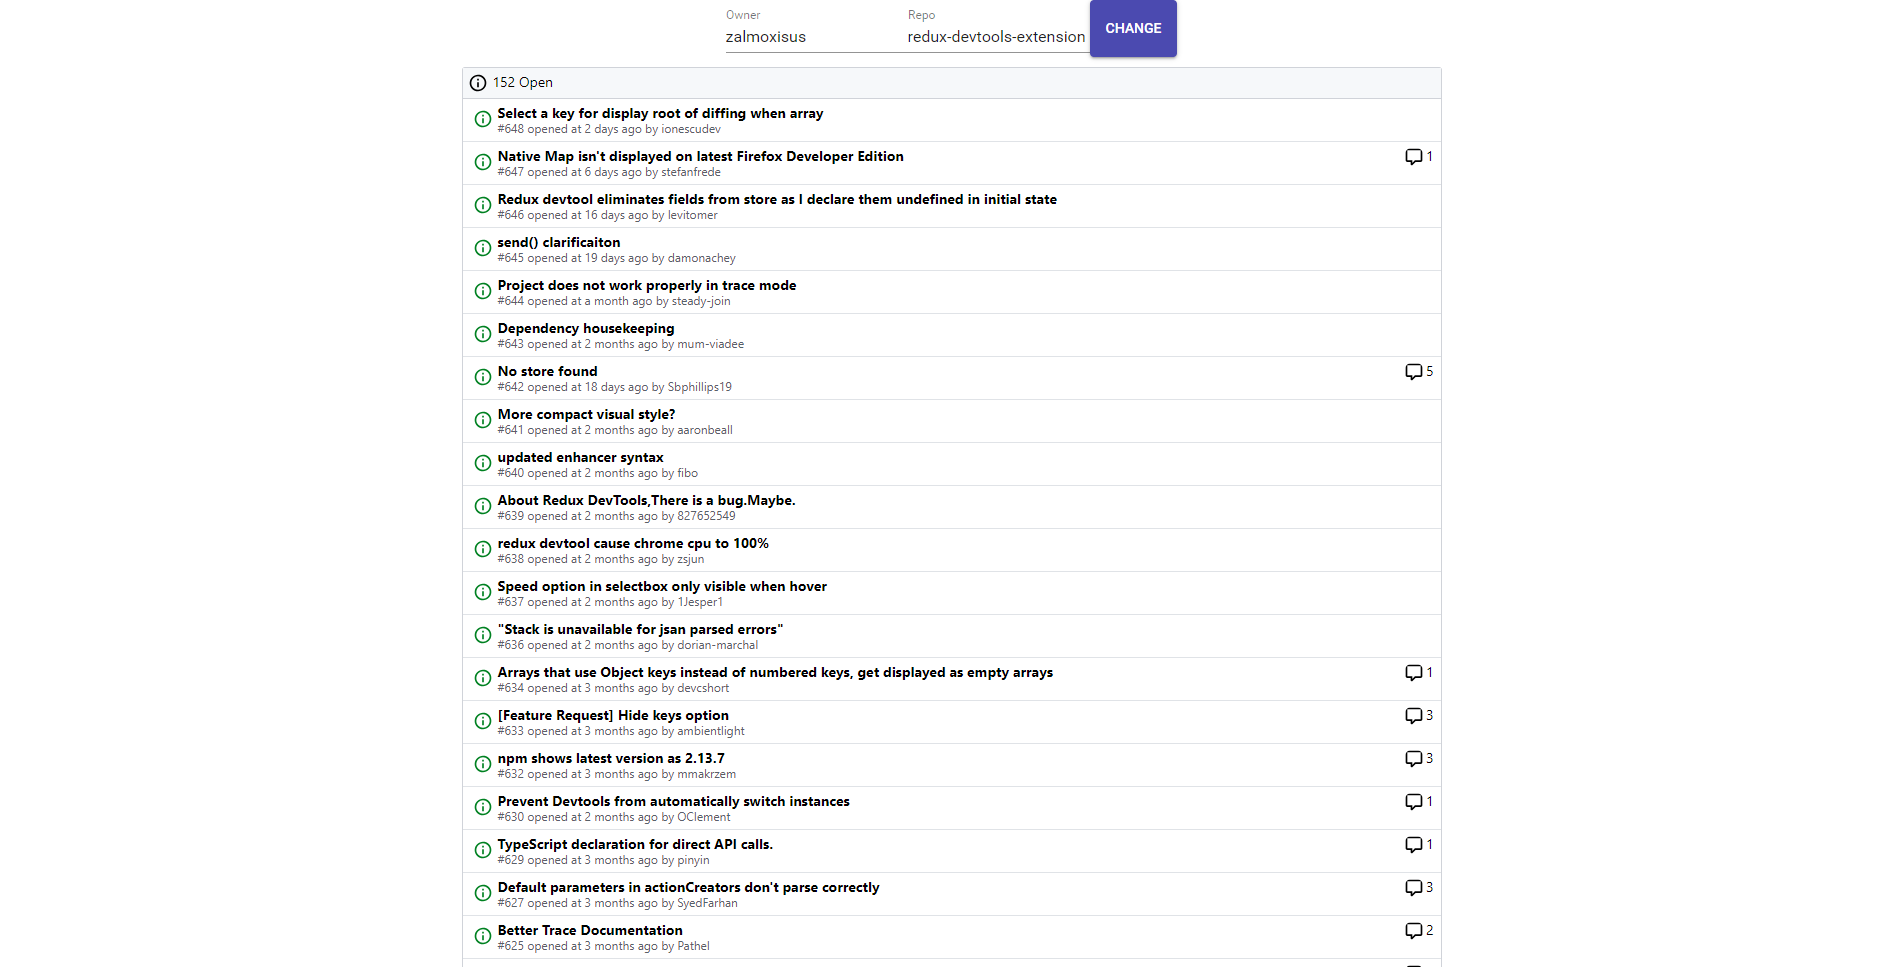 Owner
zalmoxisus
Repo
redux-devtools-extension
CHANGE
152 Open
Select a key for display root of diffing when array
#648 opened at 2 days ago by ionescudev
Native Map isn't displayed on latest Firefox Developer Edition
1
#647 opened at 6 days ago by stefanfrede
Redux devtool eliminates fields from store as I declare them undefined in initial state
#646 opened at 16 days ago by levitomer
send() clarificaiton
#645 opened at 19 days ago by damonachey
Project does not work properly in trace mode
#644 opened at a month ago by steady-join
Dependency housekeeping
#643 opened at 2 months ago by mum-viadee
No store found
5
#642 opened at 18 days ago by Sbphillips19
More compact visual style?
#641 opened at 2 months ago by aaronbeall
updated enhancer syntax
#640 opened at 2 months ago by fibo
About Redux DevTools,There is a bug.Maybe.
#639 opened at 2 months ago by 827652549
redux devtool cause chrome cpu to 100%
#638 opened at 2 months ago by zsjun
Speed option in selectbox only visible when hover
#637 opened at 2 months ago by 1Jesper1
"Stack is unavailable for jsan parsed errors"
#636 opened at 2 months ago by dorian-marchal
Arrays that use Object keys instead of numbered keys, get displayed as empty arrays
1
#634 opened at 3 months ago by devcshort
[Feature Request] Hide keys option
3
#633 opened at 3 months ago by ambientlight
npm shows latest version as 2.13.7
3
#632 opened at 3 months ago by mmakrzem
Prevent Devtools from automatically switch instances
1
#630 opened at 2 months ago by OClement
TypeScript declaration for direct API calls.
1
#629 opened at 3 months ago by pinyin
Default parameters in actionCreators don't parse correctly
3
#627 opened at 3 months ago by SyedFarhan
Better Trace Documentation
2
#625 opened at 3 months ago by Pathel